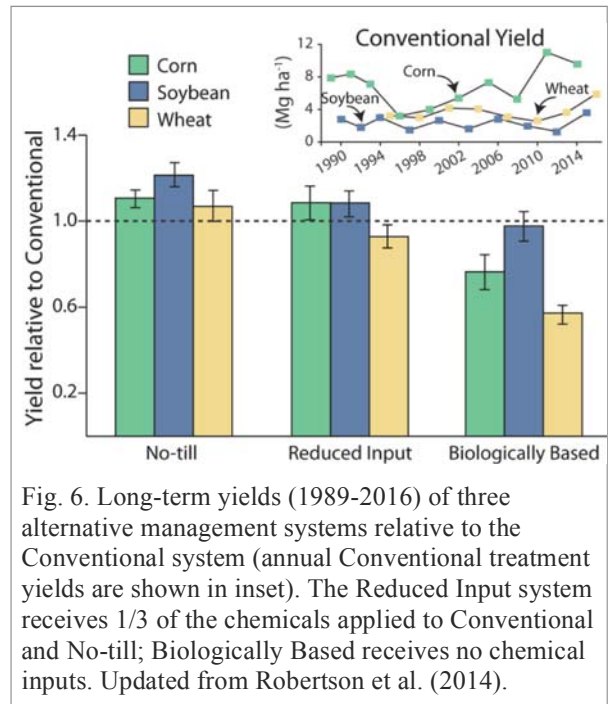 Corn
Soybean
Wheat
Conventional Yield
(Mg ha⁻¹)
12
8
4
0
Corn
Soybean
Wheat
1990
1994
1998
2002
2006
2010
2014
Yield relative to Conventional
1.4
1.0
0.6
0.2
No-till
Reduced Input
Biologically Based
Fig. 6. Long-term yields (1989-2016) of three
alternative management systems relative to the
Conventional system (annual Conventional treatment
yields are shown in inset). The Reduced Input system
receives 1/3 of the chemicals applied to Conventional
and No-till; Biologically Based receives no chemical
inputs. Updated from Robertson et al. (2014).